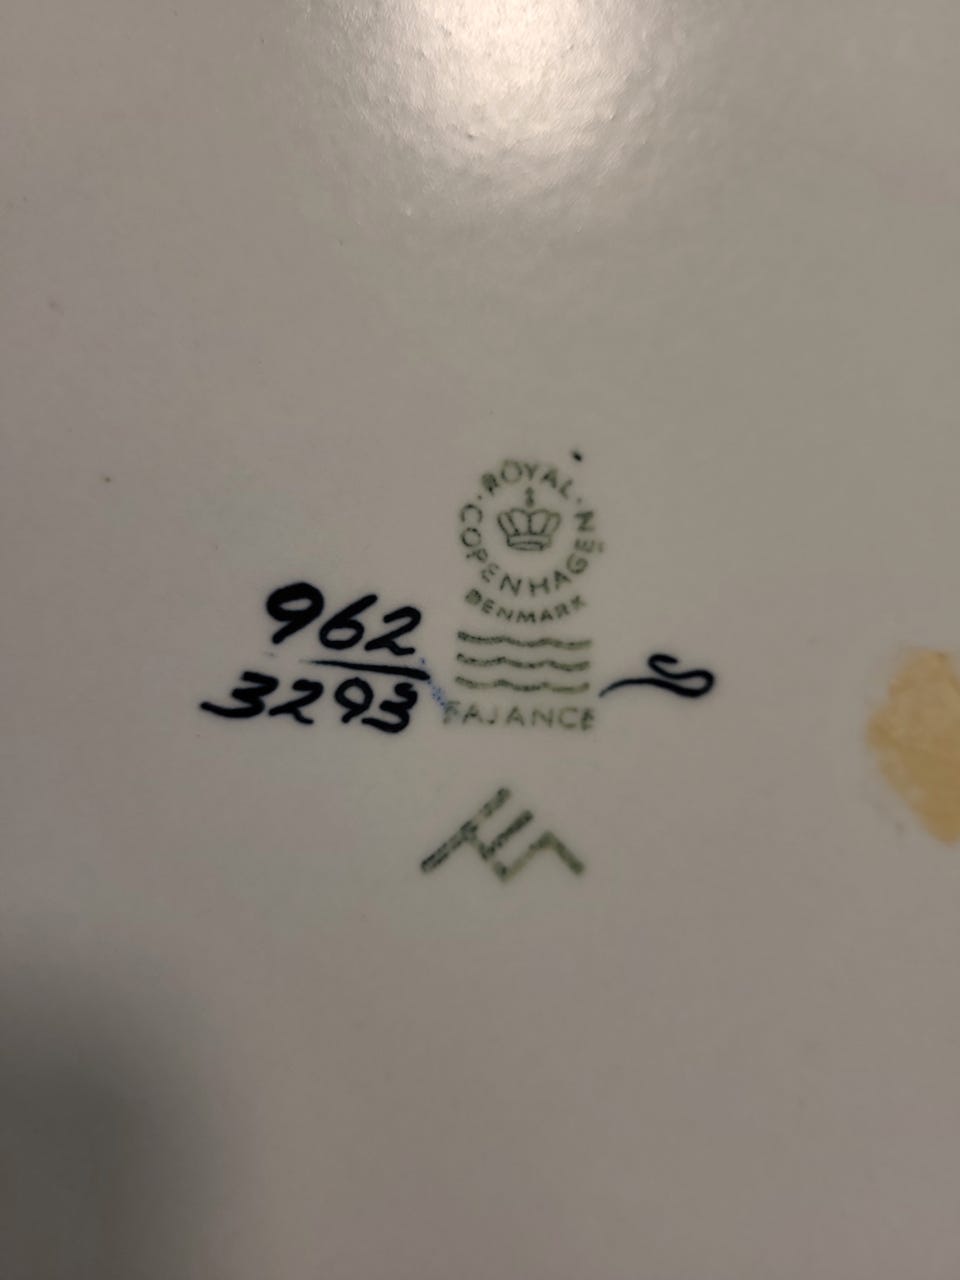 ROYAL
COPENHAGEN
DENMARK
962
3293
FAJANCE